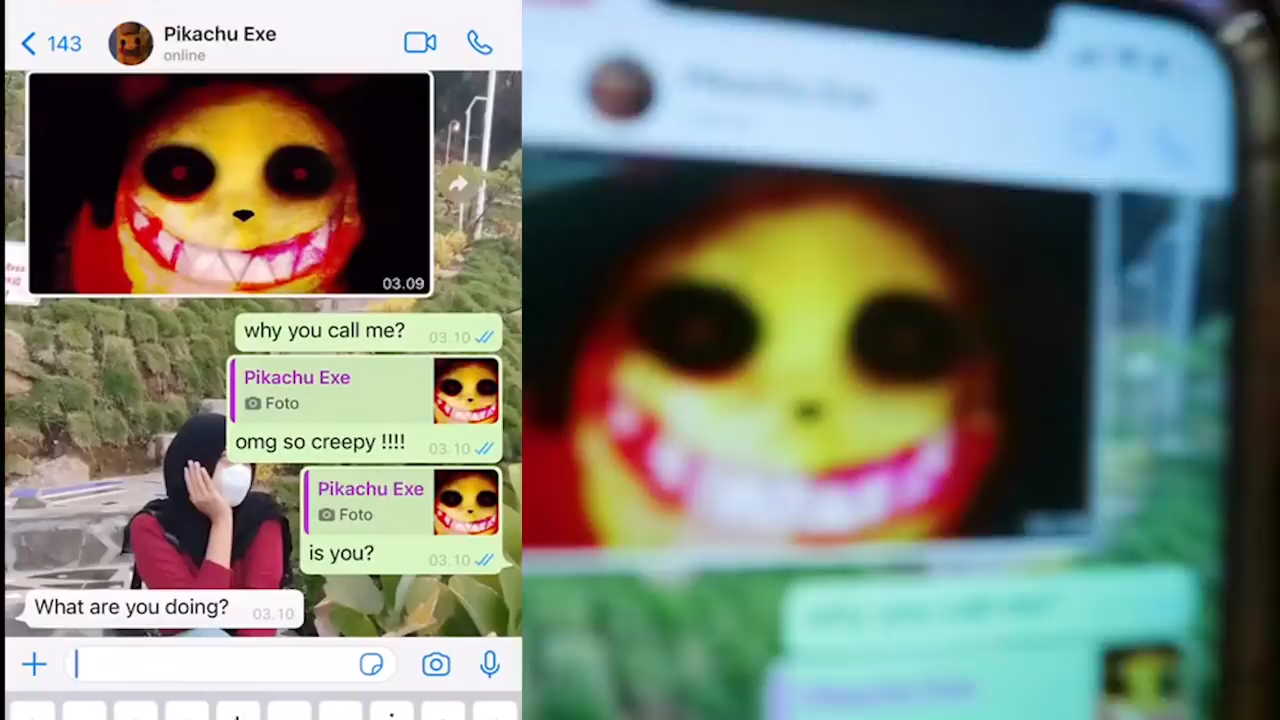 143
Pikachu Exe
online
03.09
why you call me? 03.10
Pikachu Exe
Foto
omg so creepy !!!! 03.10
Pikachu Exe
Foto
is you? 03.10
What are you doing? 03.10